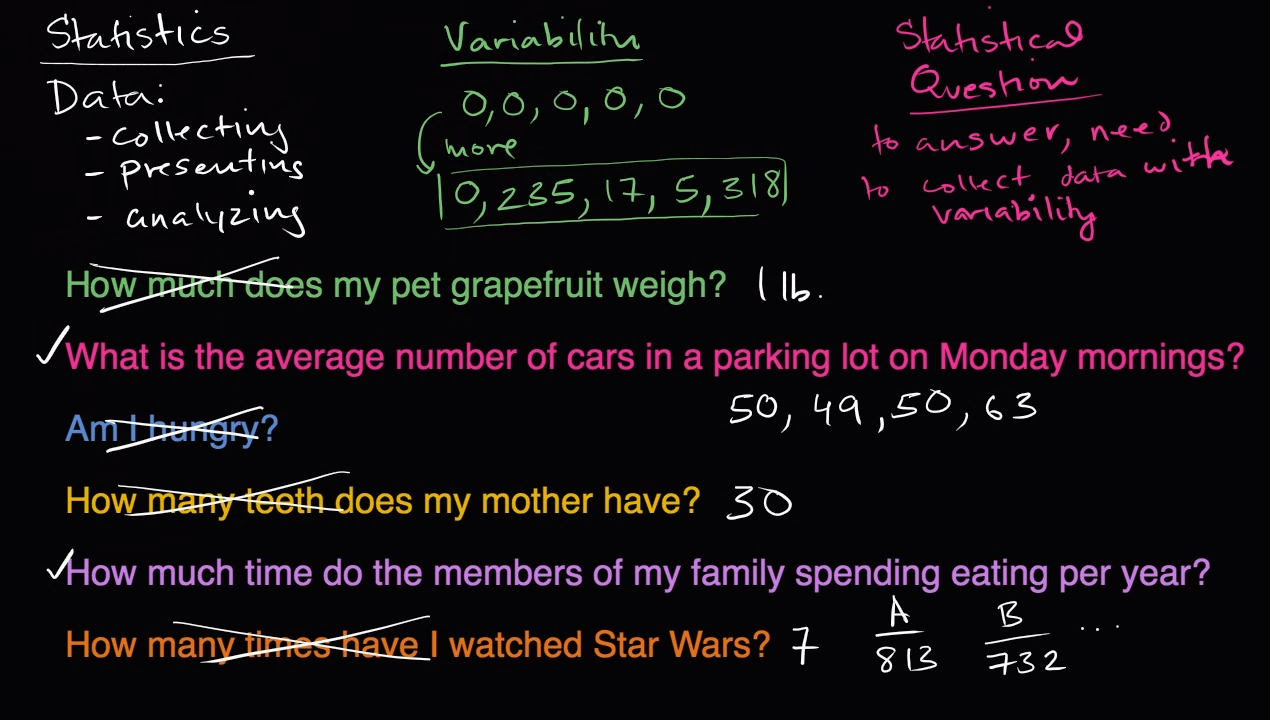 Statistics
Data:
- collecting
- presenting
- analyzing
Variability
0, 0, 0, 0, 0
more
0, 235, 17, 5, 318
Statistical
Question
to answer, need
to collect data with
variability
How much does my pet grapefruit weigh? 1 lb.
✓ What is the average number of cars in a parking lot on Monday mornings?
50, 49, 50, 63
Am I hungry?
How many teeth does my mother have? 30
✓ How much time do the members of my family spending eating per year?
A B ...
813 732
How many times have I watched Star Wars? 7